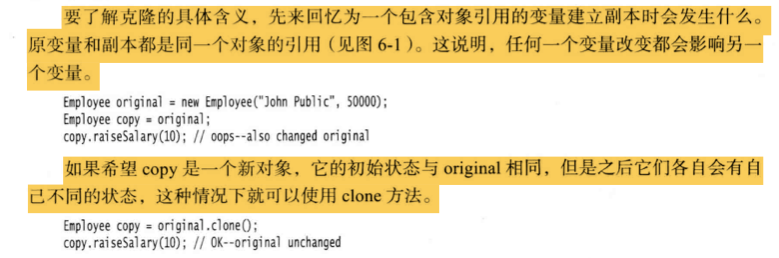 要了解克隆的具体含义，先来回忆为一个包含对象引用的变量建立副本时会发生什么。
原变量和副本都是同一个对象的引用（见图 6-1）。这说明，任何一个变量改变都会影响另一
个变量。
Employee original = new Employee("John Public", 50000);
Employee copy = original;
copy.raiseSalary(10); // oops--also changed original
如果希望 copy 是一个新对象，它的初始状态与 original 相同，但是之后它们各自会有自
己不同的状态，这种情况下就可以使用 clone 方法。
Employee copy = original.clone();
copy.raiseSalary(10); // OK--original unchanged